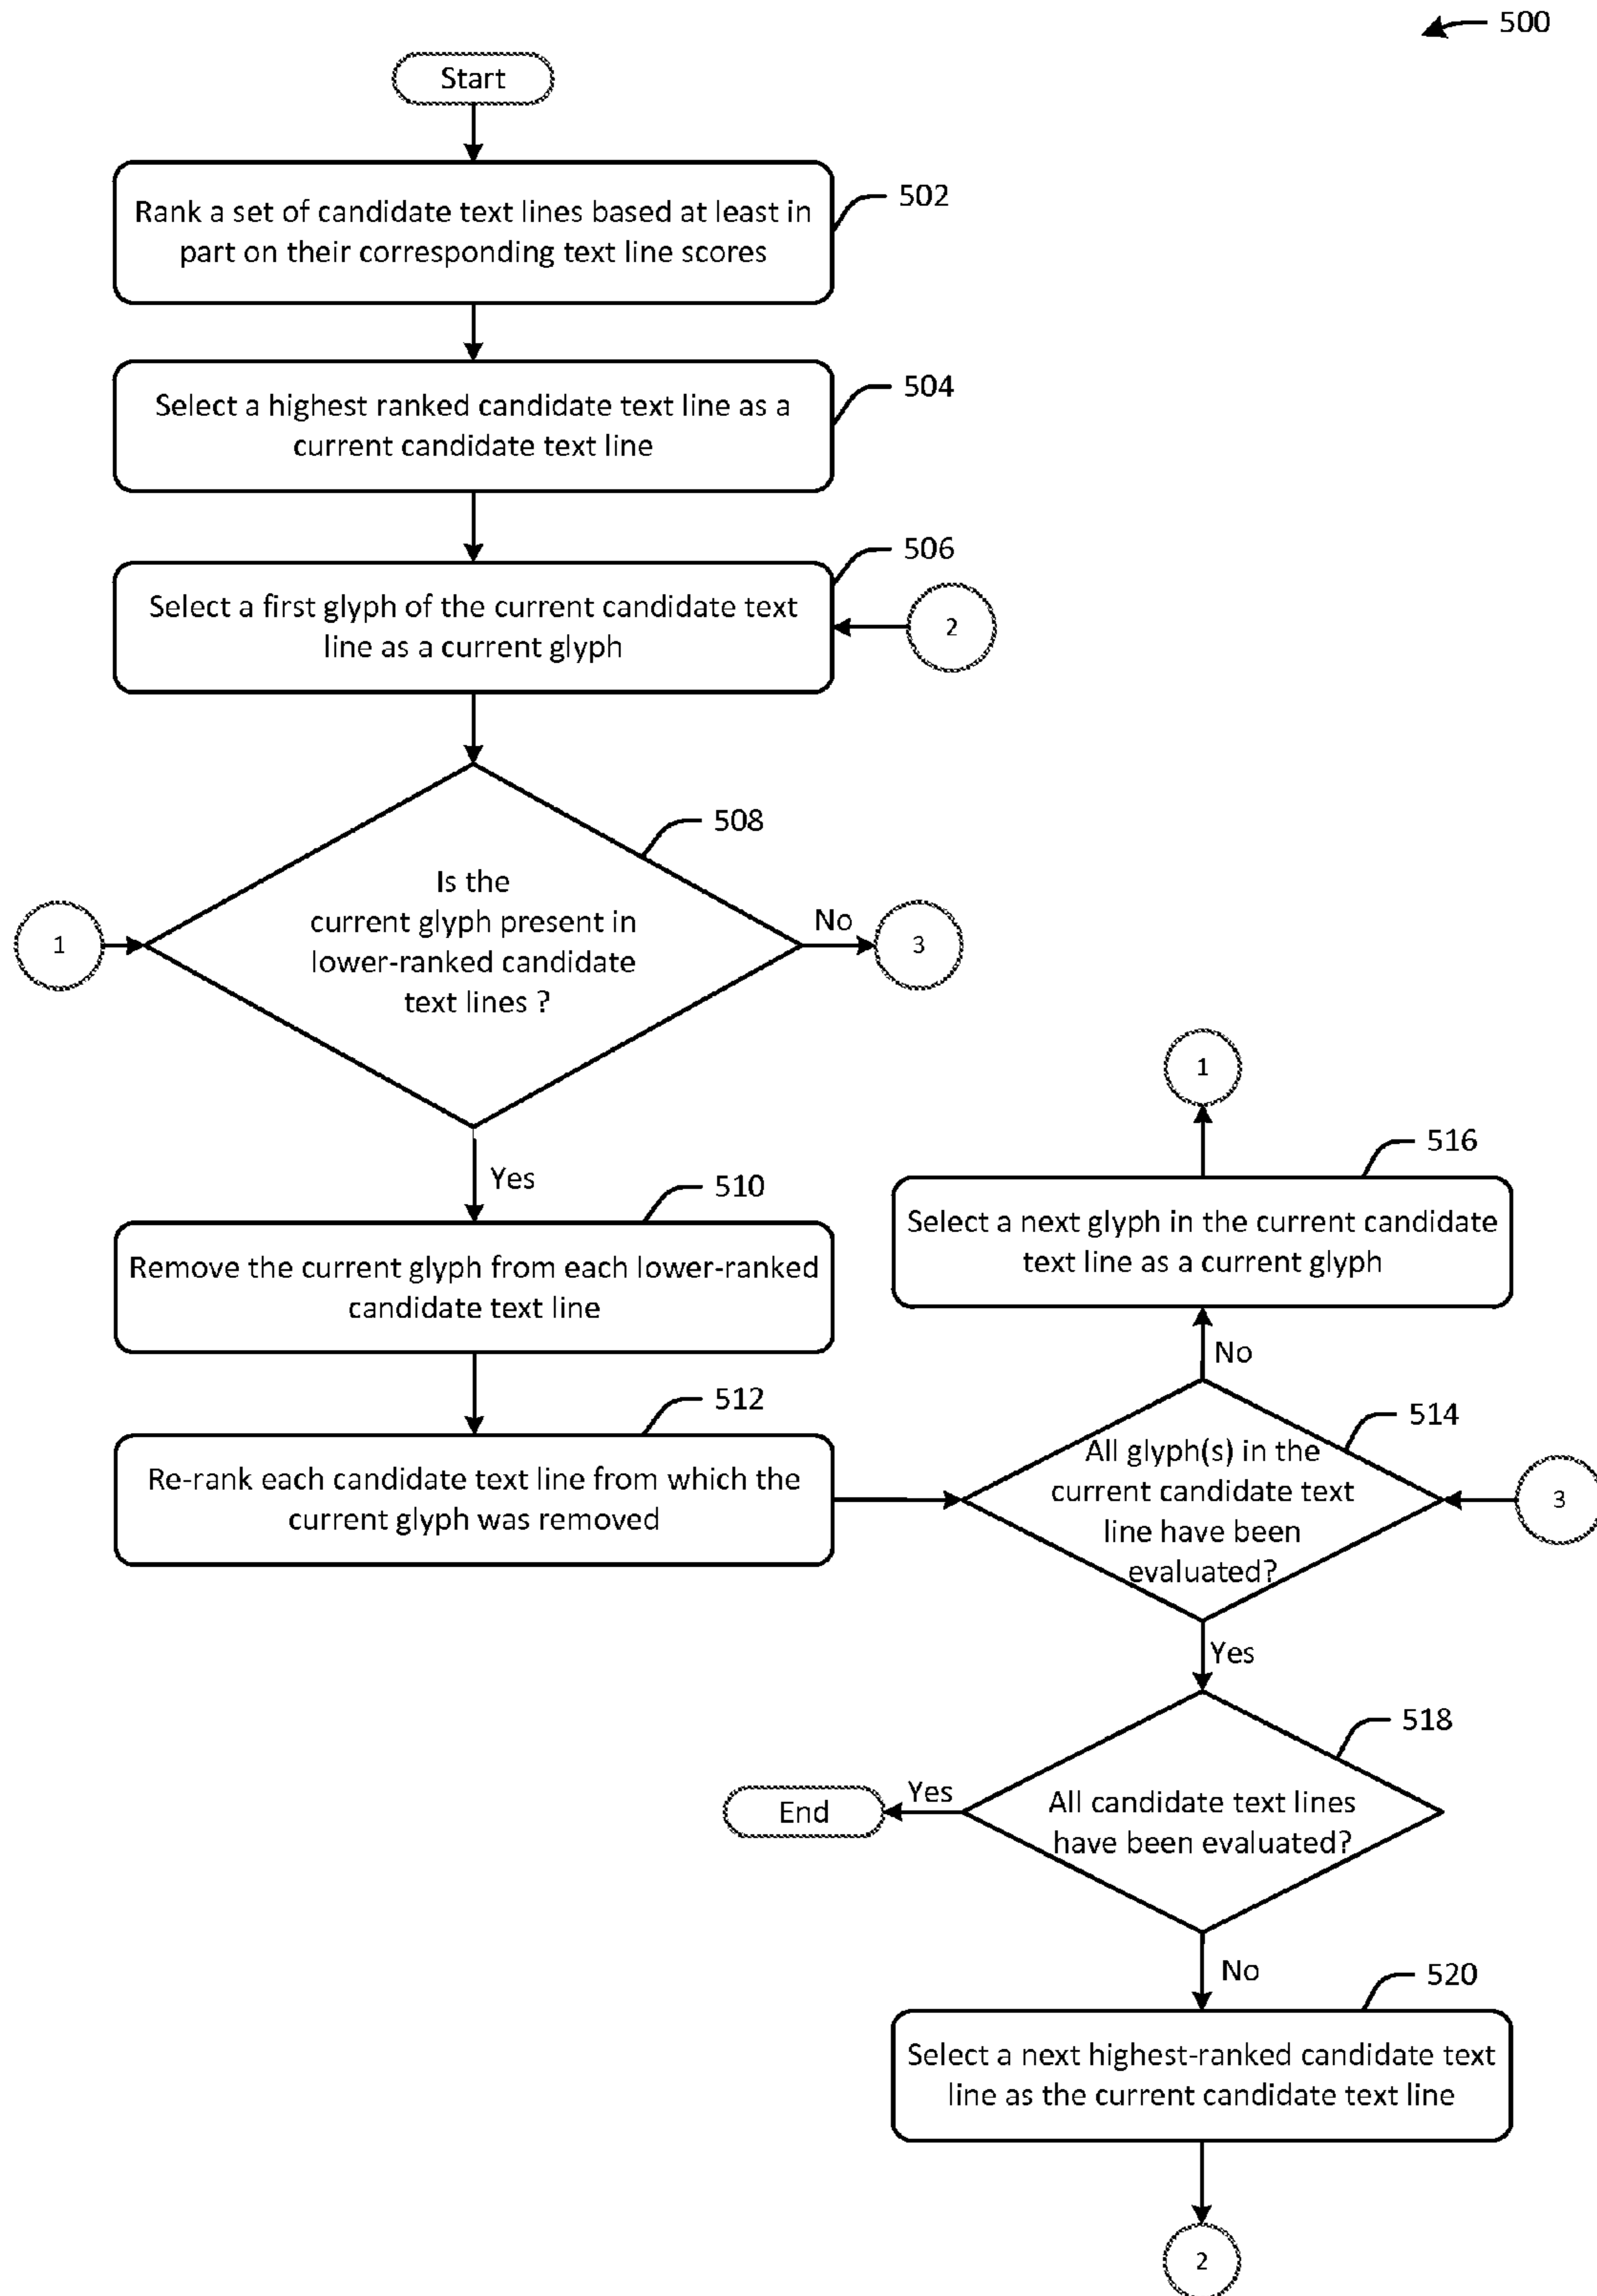 500
Start
Rank a set of candidate text lines based at least in
part on their corresponding text line scores
502
Select a highest ranked candidate text line as a
current candidate text line
504
Select a first glyph of the current candidate text
line as a current glyph
506
2
Is the
current glyph present in
lower-ranked candidate
text lines ?
508
1
No
3
Yes
Remove the current glyph from each lower-ranked
candidate text line
510
Re-rank each candidate text line from which the
current glyph was removed
512
1
516
Select a next glyph in the current candidate
text line as a current glyph
No
514
All glyph(s) in the
current candidate text
line have been
evaluated?
3
Yes
518
All candidate text lines
have been evaluated?
Yes
End
No
520
Select a next highest-ranked candidate text
line as the current candidate text line
2